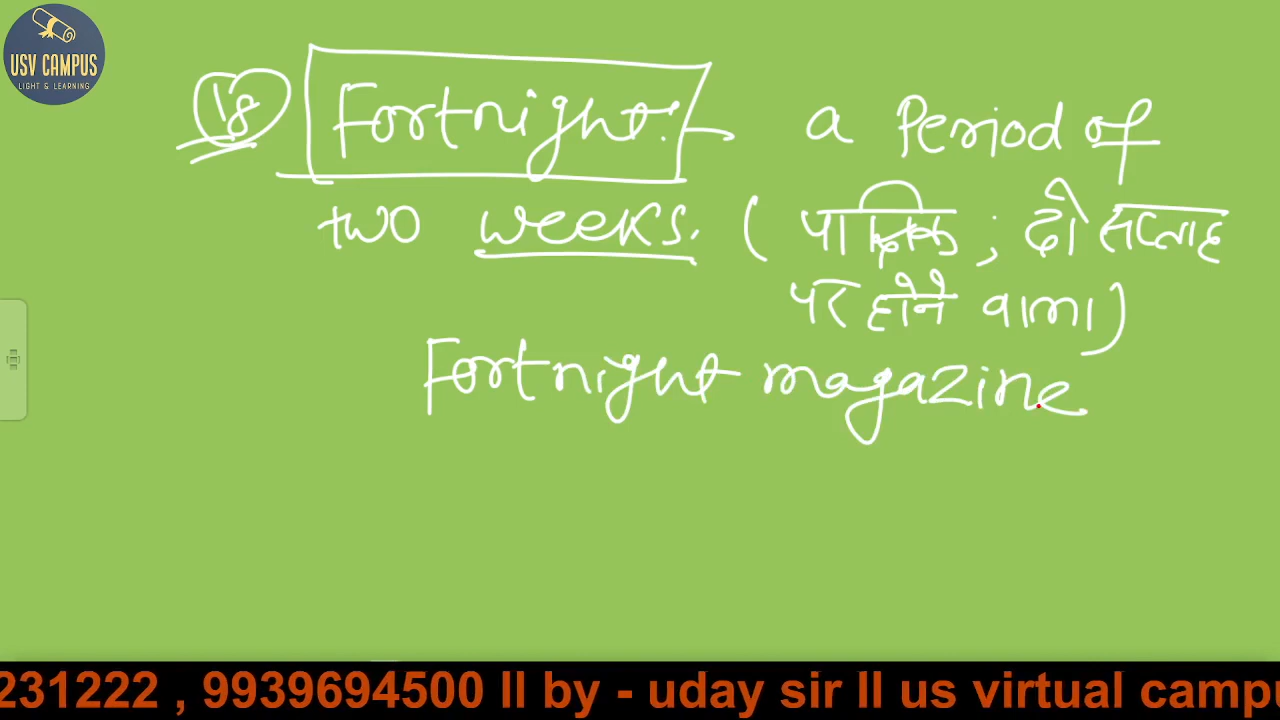 USV CAMPUS
LIGHT & LEARNING
18 Fortnight :- a Period of
two weeks. (पाक्षिक ; दो सप्ताह
पर होने वाला)
Fortnight magazine
231222 , 9939694500 ll by - uday sir ll us virtual camp